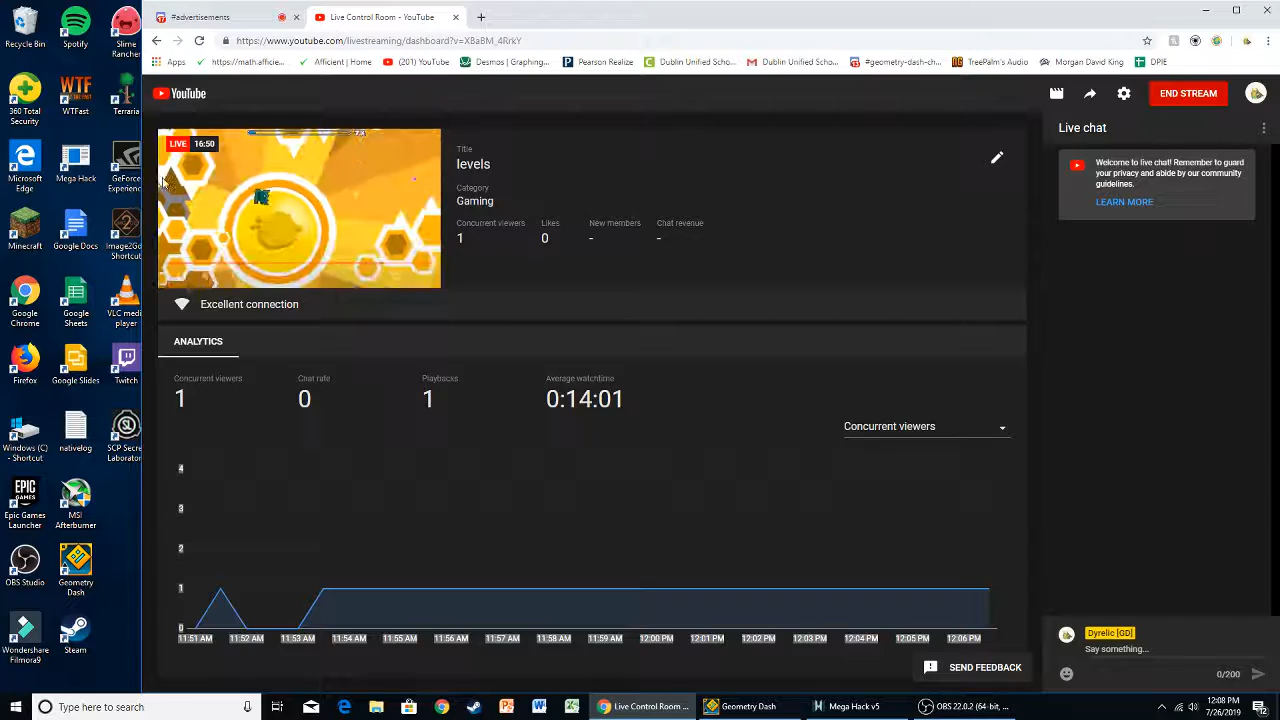 #advertisements
Live Control Room - YouTube
https://www.youtube.com/livestreaming/dashboard?v=X8aBM_4RrkY
Apps
https://math.afficie...
Afficient | Home
(201) YouTube
Desmos | Graphing...
Pearson Realize
Dublin Unified Scho...
Dublin Unified Scho...
#geometry-dash-ch...
TreePalm's Audio
Morgan David King
DPIE
Recycle Bin
Spotify
Slime
Rancher
360 Total
Security
WTFast
Terraria
Microsoft
Edge
Mega Hack
GeForce
Experience
Minecraft
Google Docs
Image2Gd
Shortcut
Google
Chrome
Google
Sheets
VLC media
player
Firefox
Google Slides
Twitch
Windows (C)
- Shortcut
nativelog
SCP Secre
Laborato
Epic Games
Launcher
MSI
Afterburner
OBS Studio
Geometry
Dash
Wondershare
Filmora9
Steam
YouTube
END STREAM
LIVE 16:50
Title
levels
Category
Gaming
Concurrent viewers
Likes
New members
Chat revenue
1
0
-
-
Excellent connection
ANALYTICS
Concurrent viewers
Chat rate
Playbacks
Average watchtime
1
0
1
0:14:01
Concurrent viewers
4
3
2
1
0
11:51 AM 11:52 AM 11:53 AM 11:54 AM 11:55 AM 11:56 AM 11:57 AM 11:58 AM 11:59 AM 12:00 PM 12:01 PM 12:02 PM 12:03 PM 12:04 PM 12:05 PM 12:06 PM
SEND FEEDBACK
Live chat
Welcome to live chat! Remember to guard
your privacy and abide by our community
guidelines.
LEARN MORE
Dyrelic [GD]
Say something...
0/200
Type here to search
Live Control Room ...
Geometry Dash
Mega Hack v5
OBS 22.0.2 (64-bit, ...
12:08 PM
7/26/2019